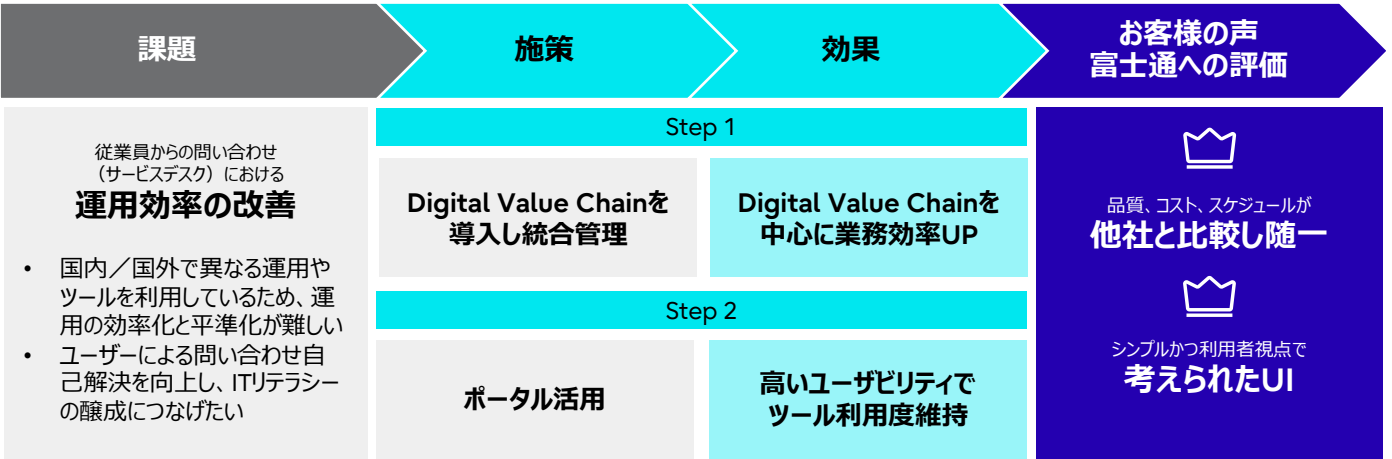 課題
施策
効果
お客様の声
富士通への評価
従業員からの問い合わせ
（サービスデスク）における
運用効率の改善
• 国内／国外で異なる運用や
ツールを利用しているため、運
用の効率化と平準化が難しい
• ユーザーによる問い合わせ自
己解決を向上し、ITリテラシー
の醸成につなげたい
Step 1
Digital Value Chainを
導入し統合管理
Digital Value Chainを
中心に業務効率UP
Step 2
ポータル活用
高いユーザビリティで
ツール利用度維持
品質、コスト、スケジュールが
他社と比較し随一
シンプルかつ利用者視点で
考えられたUI